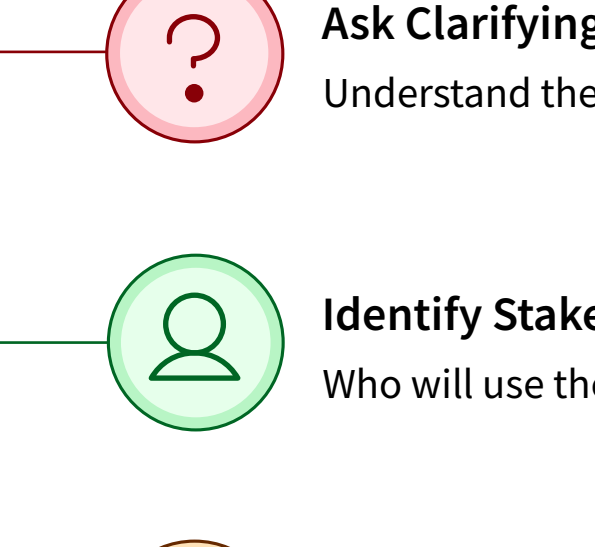 Ask Clarifying
Understand the
Identify Stake
Who will use the